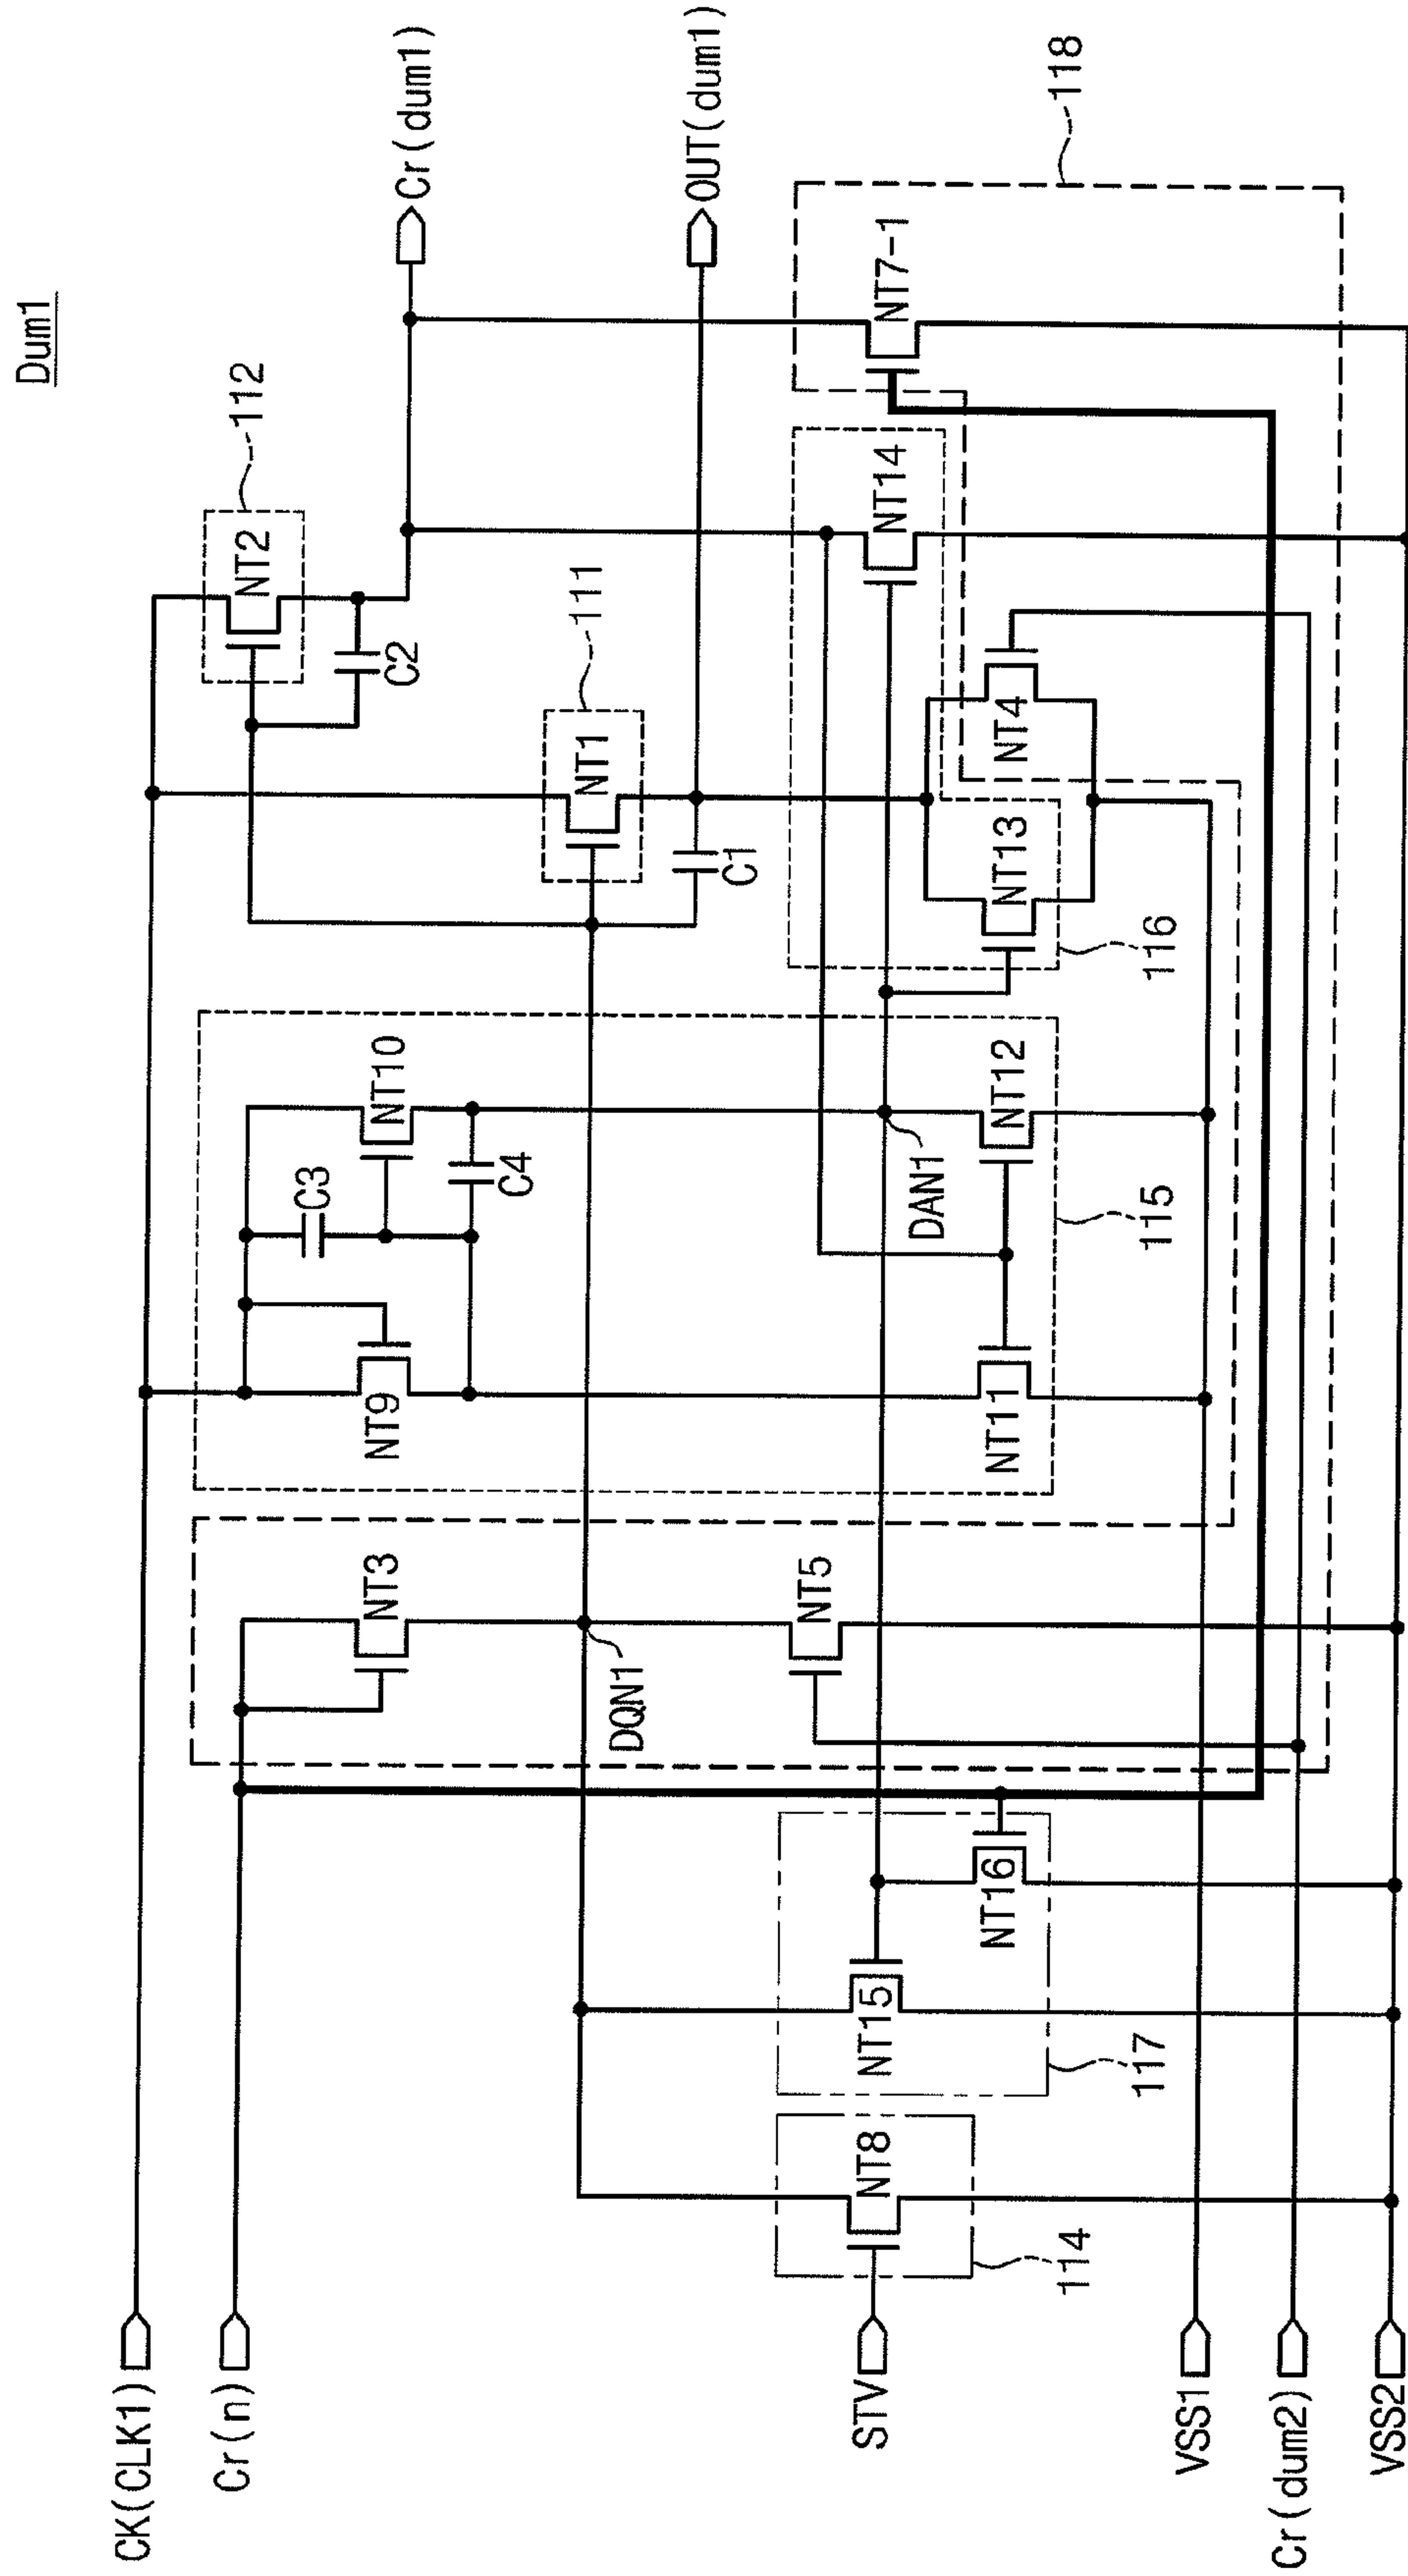 Dum1
CK(CLK1)
Cr(n)
STV
VSS1
Cr(dum2)
VSS2
Cr(dum1)
OUT(dum1)
112
NT2
C2
111
NT1
C1
NT3
NT9
C3
NT10
C4
DQN1
NT5
DAN1
NT11
NT12
115
NT14
NT13
NT4
116
NT7-1
118
NT8
114
NT15
NT16
117